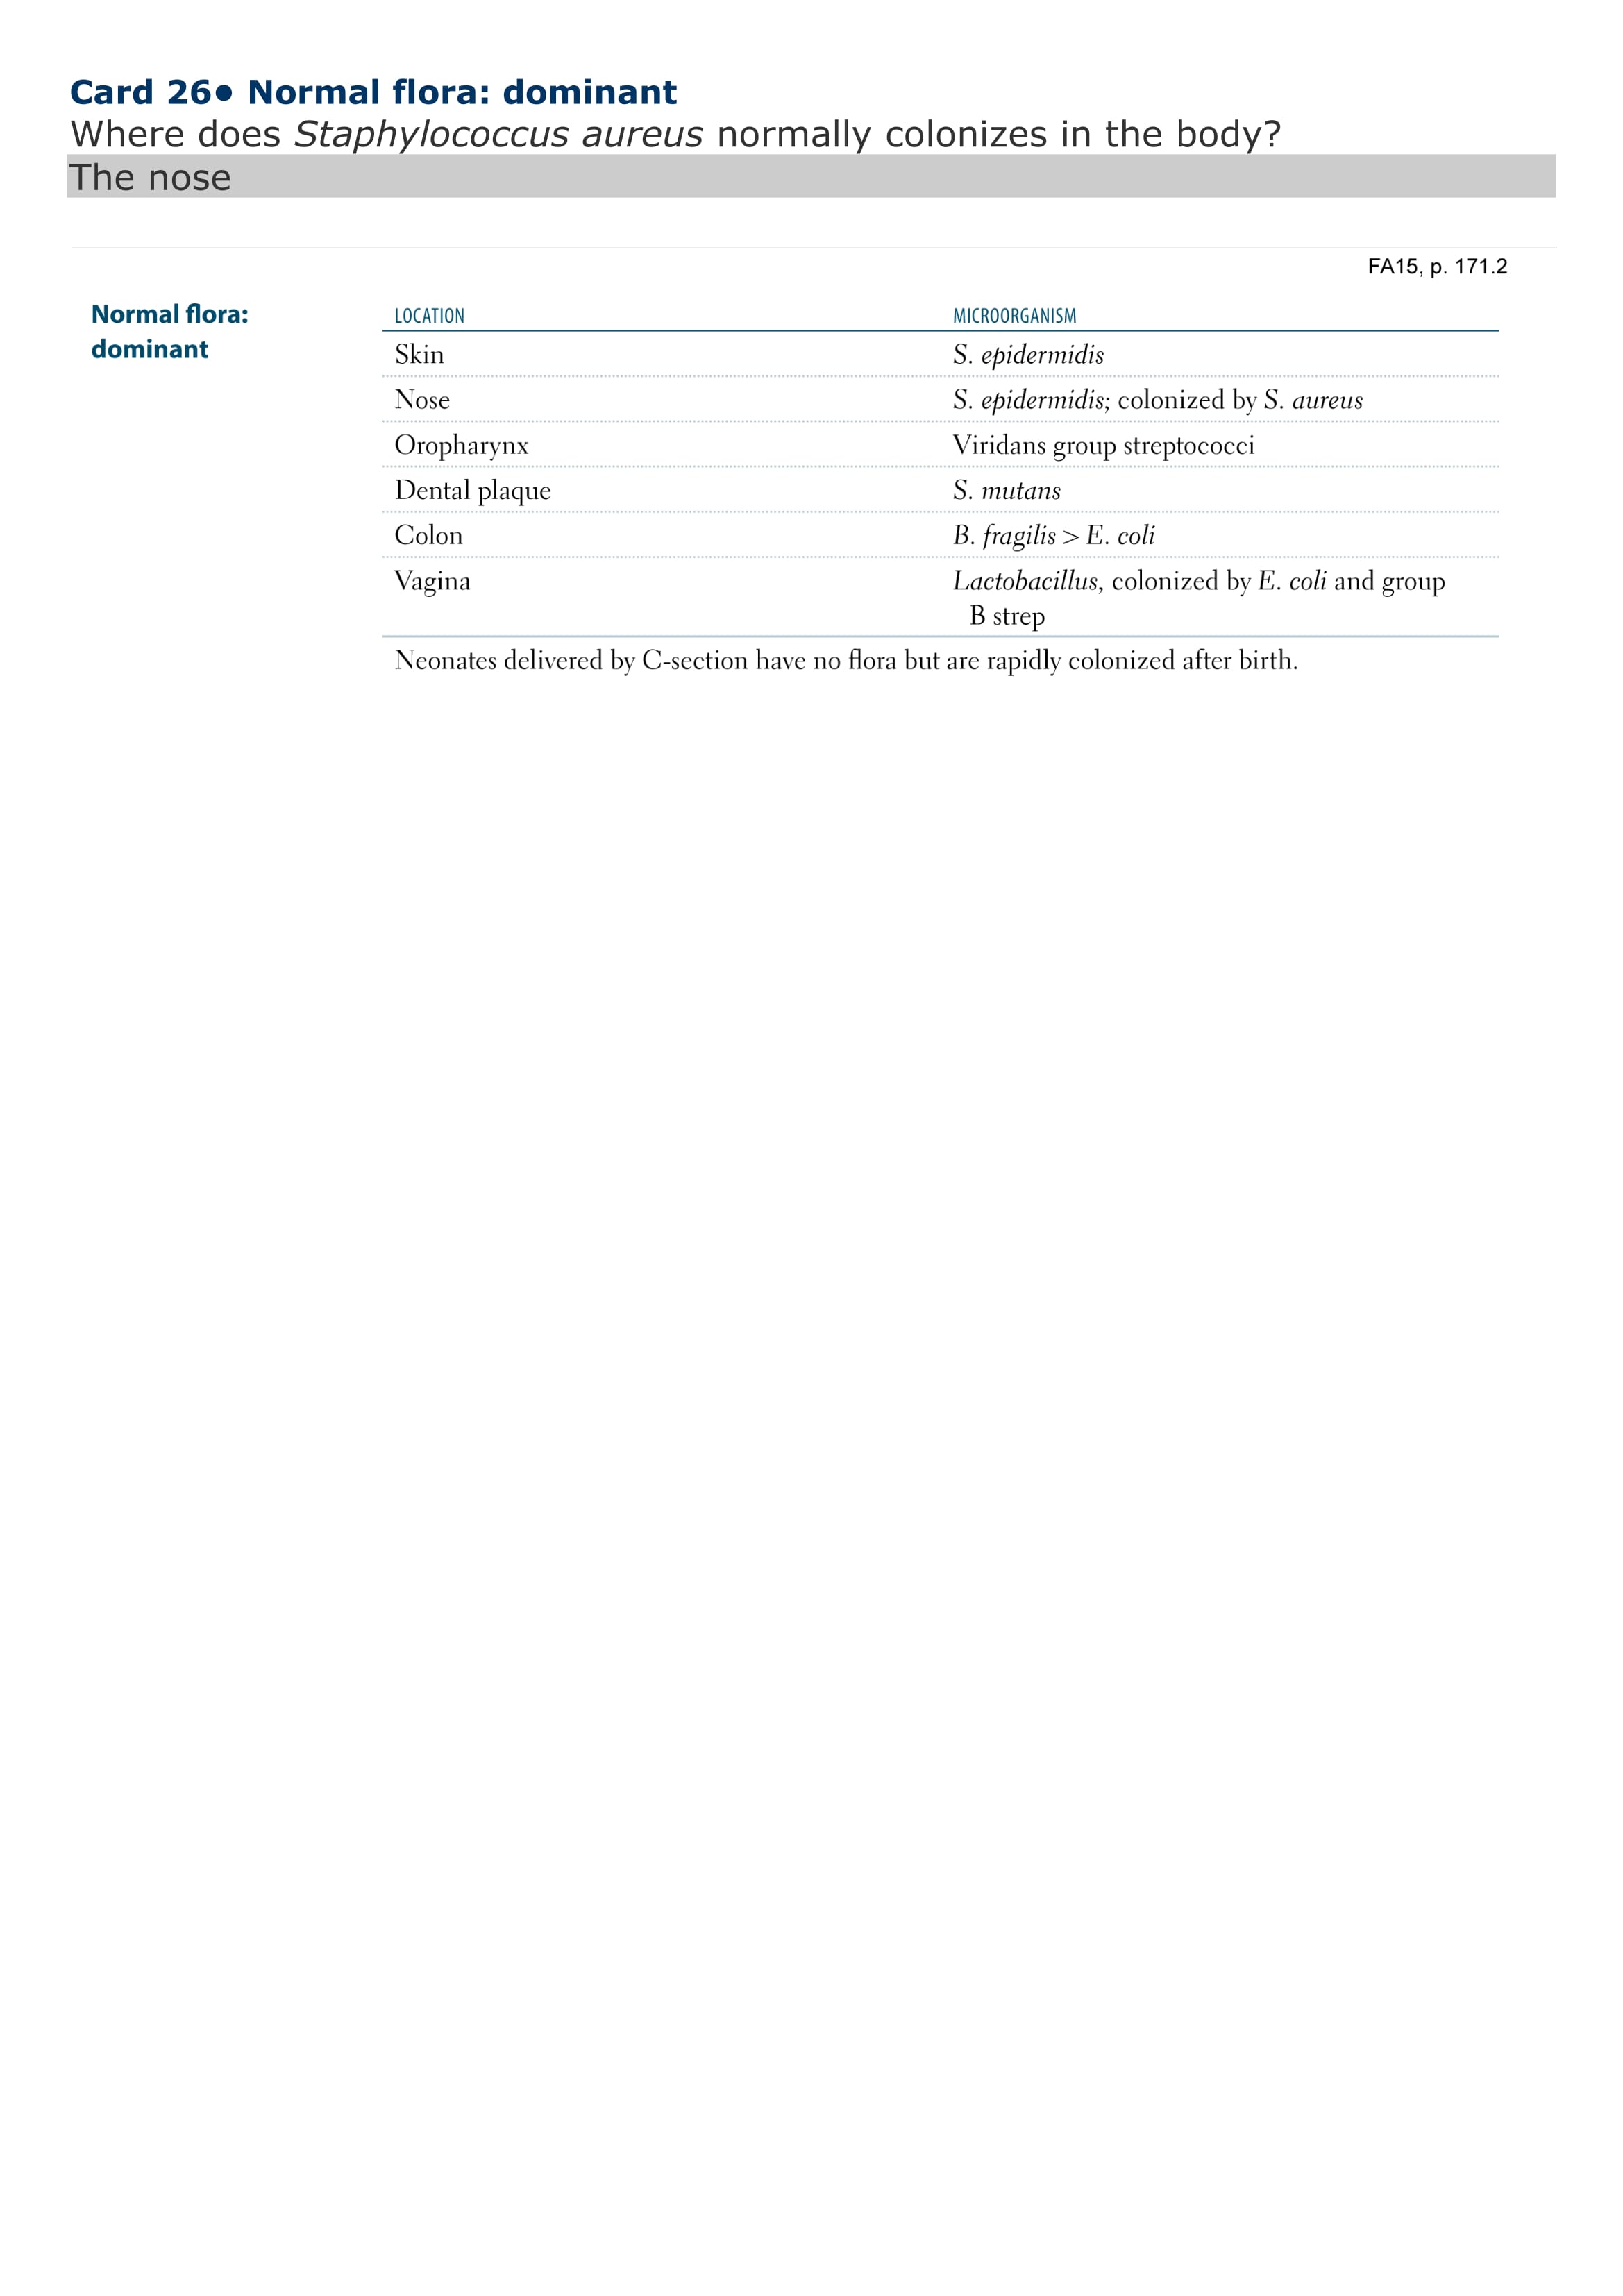 Card 26● Normal flora: dominant
Where does Staphylococcus aureus normally colonizes in the body?
The nose
FA15, p. 171.2
Normal flora:
dominant
LOCATION MICROORGANISM
Skin S. epidermidis
Nose S. epidermidis; colonized by S. aureus
Oropharynx Viridans group streptococci
Dental plaque S. mutans
Colon B. fragilis > E. coli
Vagina Lactobacillus, colonized by E. coli and group
B strep
Neonates delivered by C-section have no flora but are rapidly colonized after birth.